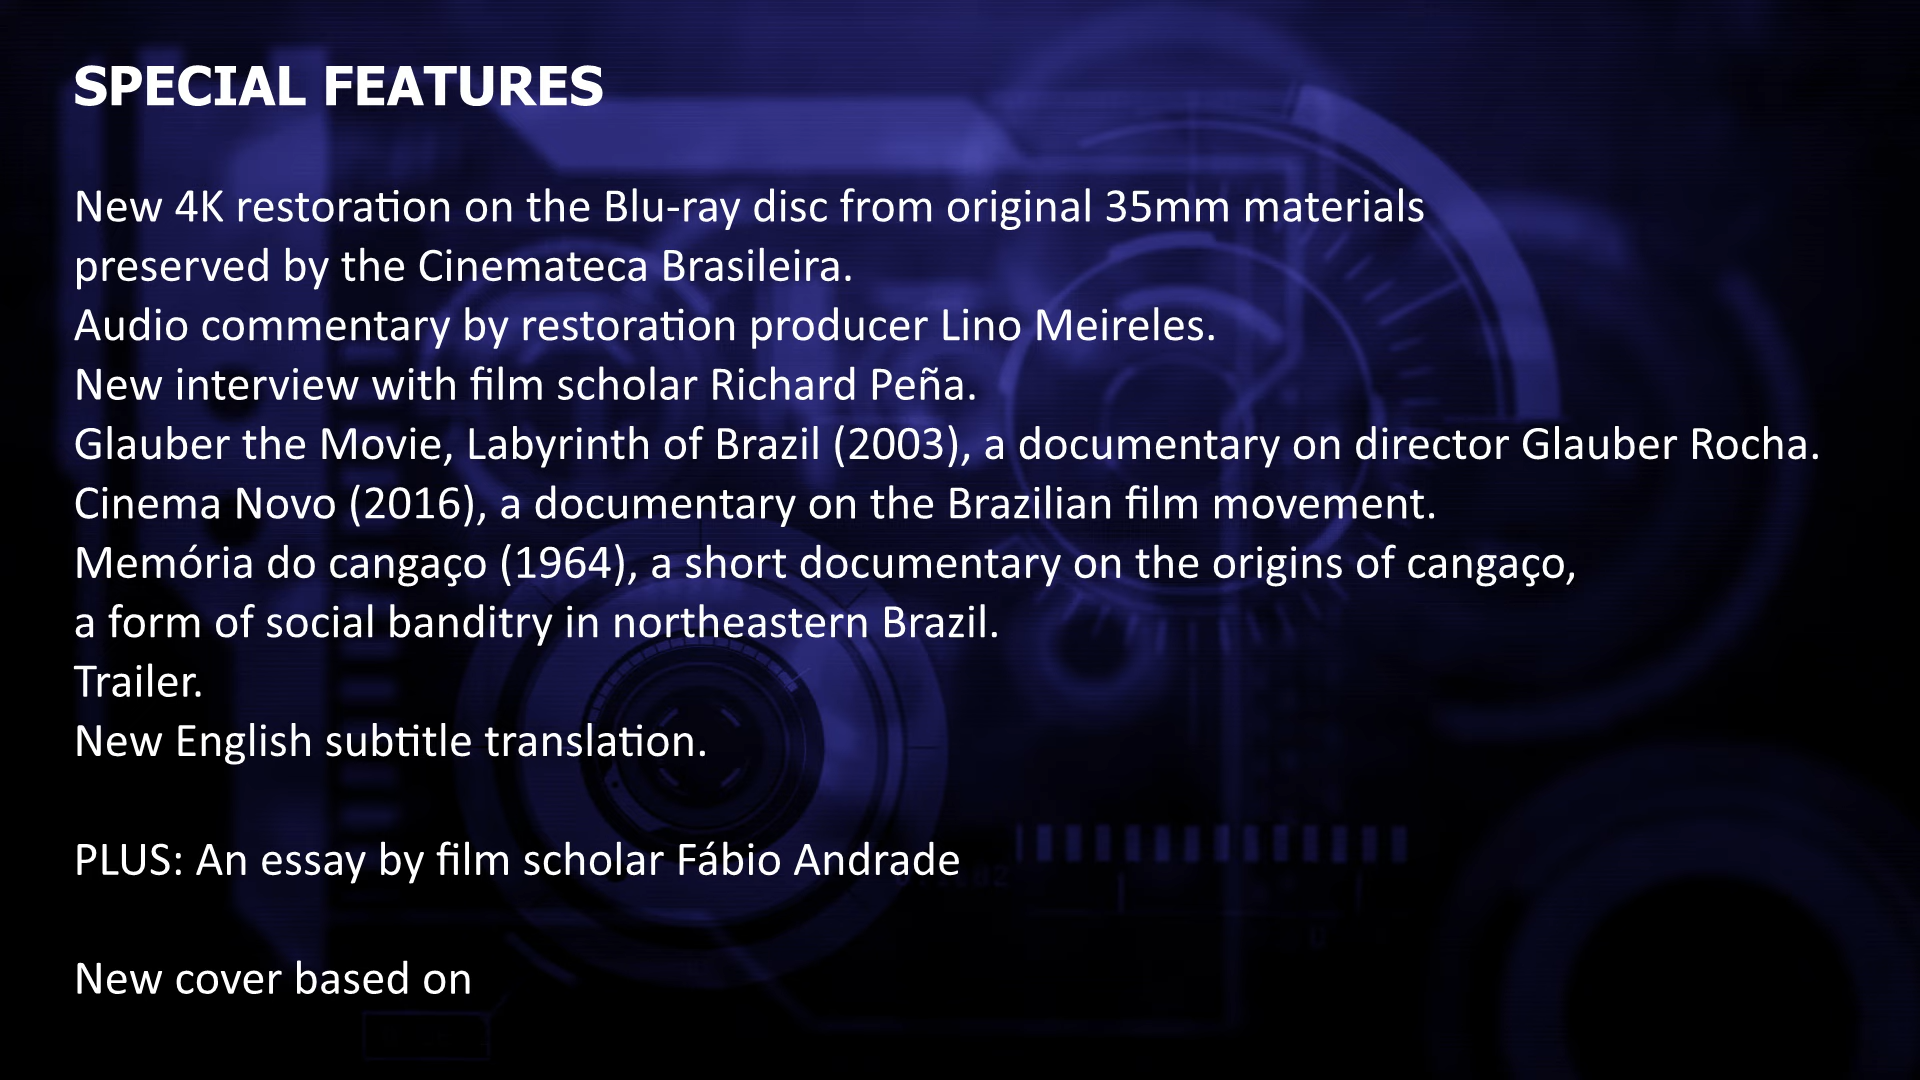 SPECIAL FEATURES
New 4K restoration on the Blu-ray disc from original 35mm materials
preserved by the Cinemateca Brasileira.
Audio commentary by restoration producer Lino Meireles.
New interview with film scholar Richard Peña.
Glauber the Movie, Labyrinth of Brazil (2003), a documentary on director Glauber Rocha.
Cinema Novo (2016), a documentary on the Brazilian film movement.
Memória do cangaço (1964), a short documentary on the origins of cangaço,
a form of social banditry in northeastern Brazil.
Trailer.
New English subtitle translation.
PLUS: An essay by film scholar Fábio Andrade
New cover based on